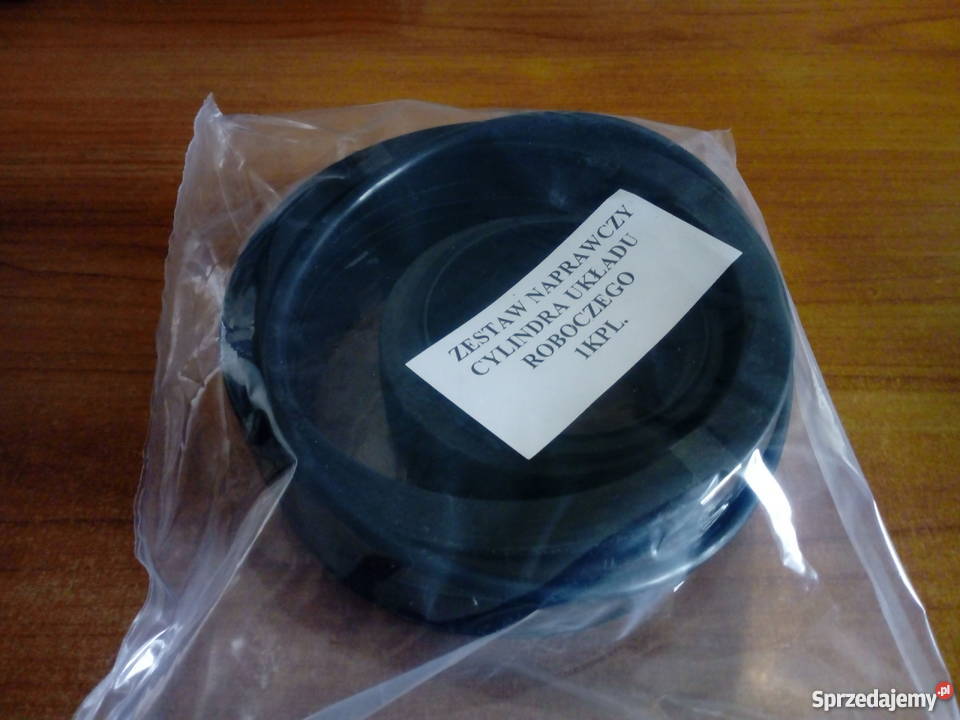 ZESTAW NAPRAWCZY
CYLINDRA UKŁADU
ROBOCZEGO
1KPL.
Sprzedajemy.pl